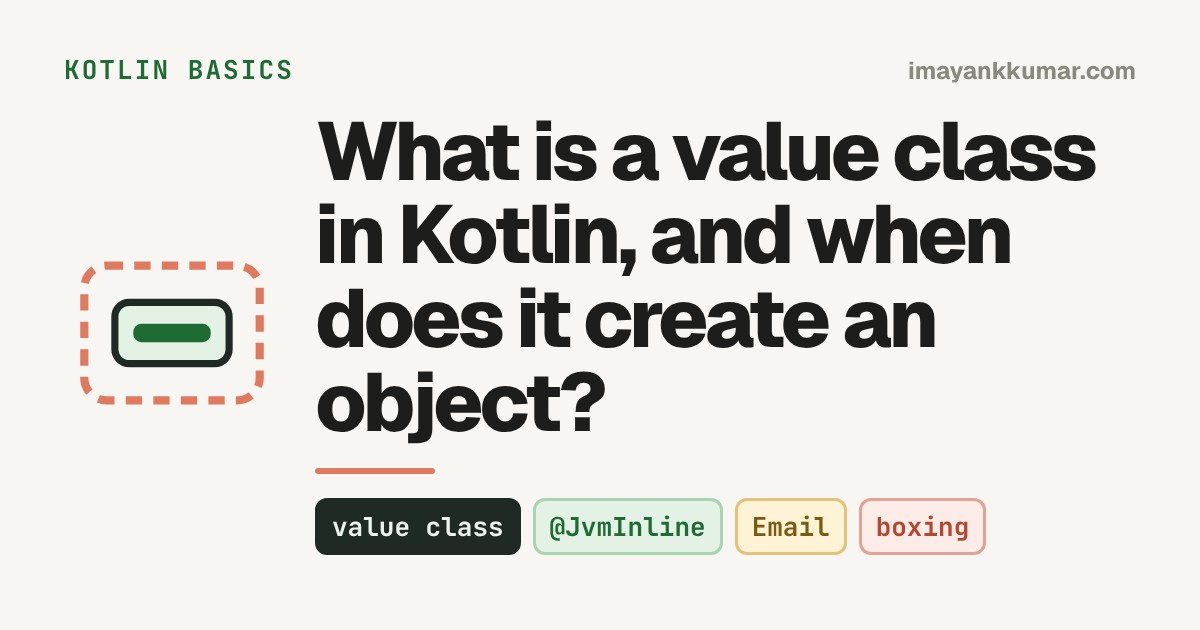 KOTLIN BASICS
imayankkumar.com
What is a value class
in Kotlin, and when
does it create an
object?
value class
@JvmInline
Email
boxing